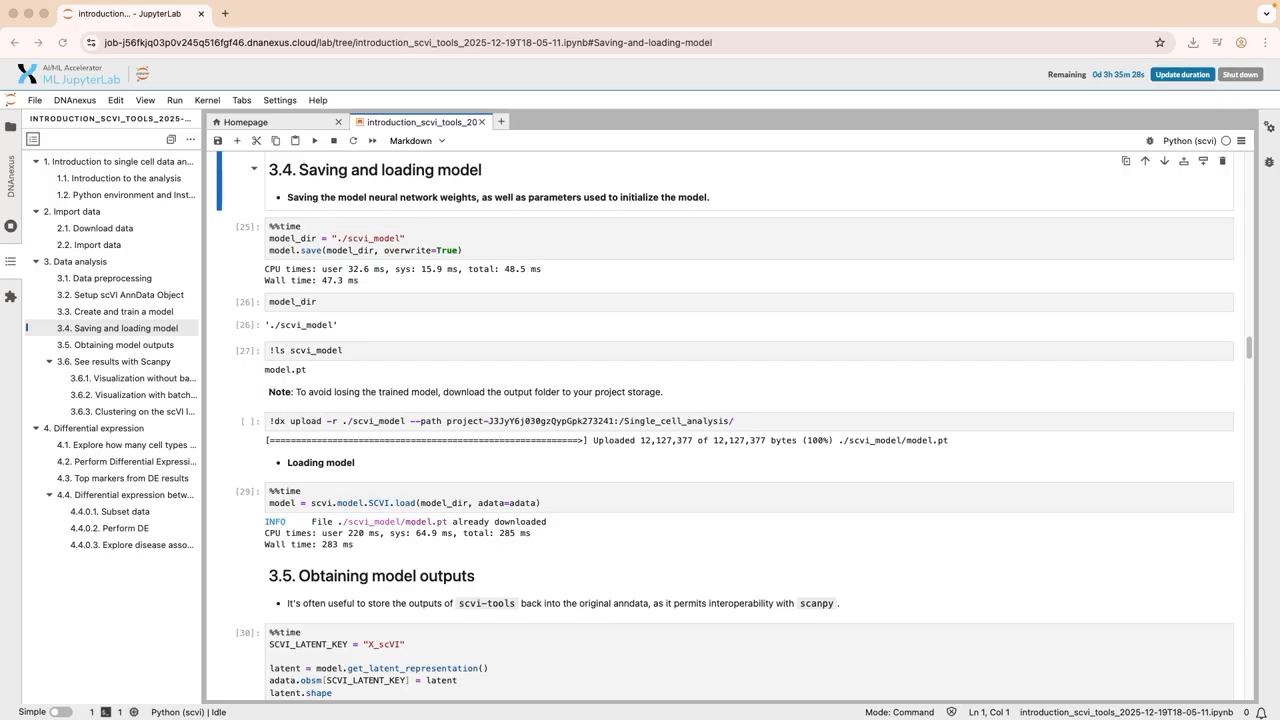 introduction... - JupyterLab
job-j56fkjq03p0v245q516fgf46.dnanexus.cloud/lab/tree/introduction_scvi_tools_2025-12-19T18-05-11.ipynb#Saving-and-loading-model
AI/ML Accelerator
ML JupyterLab
Remaining 0d 3h 35m 28s Update duration Shut down
File DNAnexus Edit View Run Kernel Tabs Settings Help
INTRODUCTION_SCVI_TOOLS_2025-...
Homepage
introduction_scvi_tools_20
Markdown
Python (scvi)
DNAnexus
1. Introduction to single cell data an...
1.1. Introduction to the analysis
1.2. Python environment and Inst...
2. Import data
2.1. Download data
2.2. Import data
3. Data analysis
3.1. Data preprocessing
3.2. Setup scVI AnnData Object
3.3. Create and train a model
3.4. Saving and loading model
3.5. Obtaining model outputs
3.6. See results with Scanpy
3.6.1. Visualization without ba...
3.6.2. Visualization with batch...
3.6.3. Clustering on the scVI l...
4. Differential expression
4.1. Explore how many cell types ...
4.2. Perform Differential Expressi...
4.3. Top markers from DE results
4.4. Differential expression betw...
4.4.0.1. Subset data
4.4.0.2. Perform DE
4.4.0.3. Explore disease asso...
3.4. Saving and loading model
• Saving the model neural network weights, as well as parameters used to initialize the model.
[25]: %%time
model_dir = "./scvi_model"
model.save(model_dir, overwrite=True)
CPU times: user 32.6 ms, sys: 15.9 ms, total: 48.5 ms
Wall time: 47.3 ms
[26]: model_dir
[26]: './scvi_model'
[27]: !ls scvi_model
model.pt
Note: To avoid losing the trained model, download the output folder to your project storage.
[ ]: !dx upload -r ./scvi_model --path project-J3JyY6j030gzQypGpk273241:/Single_cell_analysis/
[===========================================================>] Uploaded 12,127,377 of 12,127,377 bytes (100%) ./scvi_model/model.pt
• Loading model
[29]: %%time
model = scvi.model.SCVI.load(model_dir, adata=adata)
INFO File ./scvi_model/model.pt already downloaded
CPU times: user 220 ms, sys: 64.9 ms, total: 285 ms
Wall time: 283 ms
3.5. Obtaining model outputs
• It's often useful to store the outputs of scvi-tools back into the original anndata, as it permits interoperability with scanpy.
[30]: %%time
SCVI_LATENT_KEY = "X_scVI"
latent = model.get_latent_representation()
adata.obsm[SCVI_LATENT_KEY] = latent
latent.shape
Simple 1 1 Python (scvi) | Idle Mode: Command Ln 1, Col 1 introduction_scvi_tools_2025-12-19T18-05-11.ipynb 0